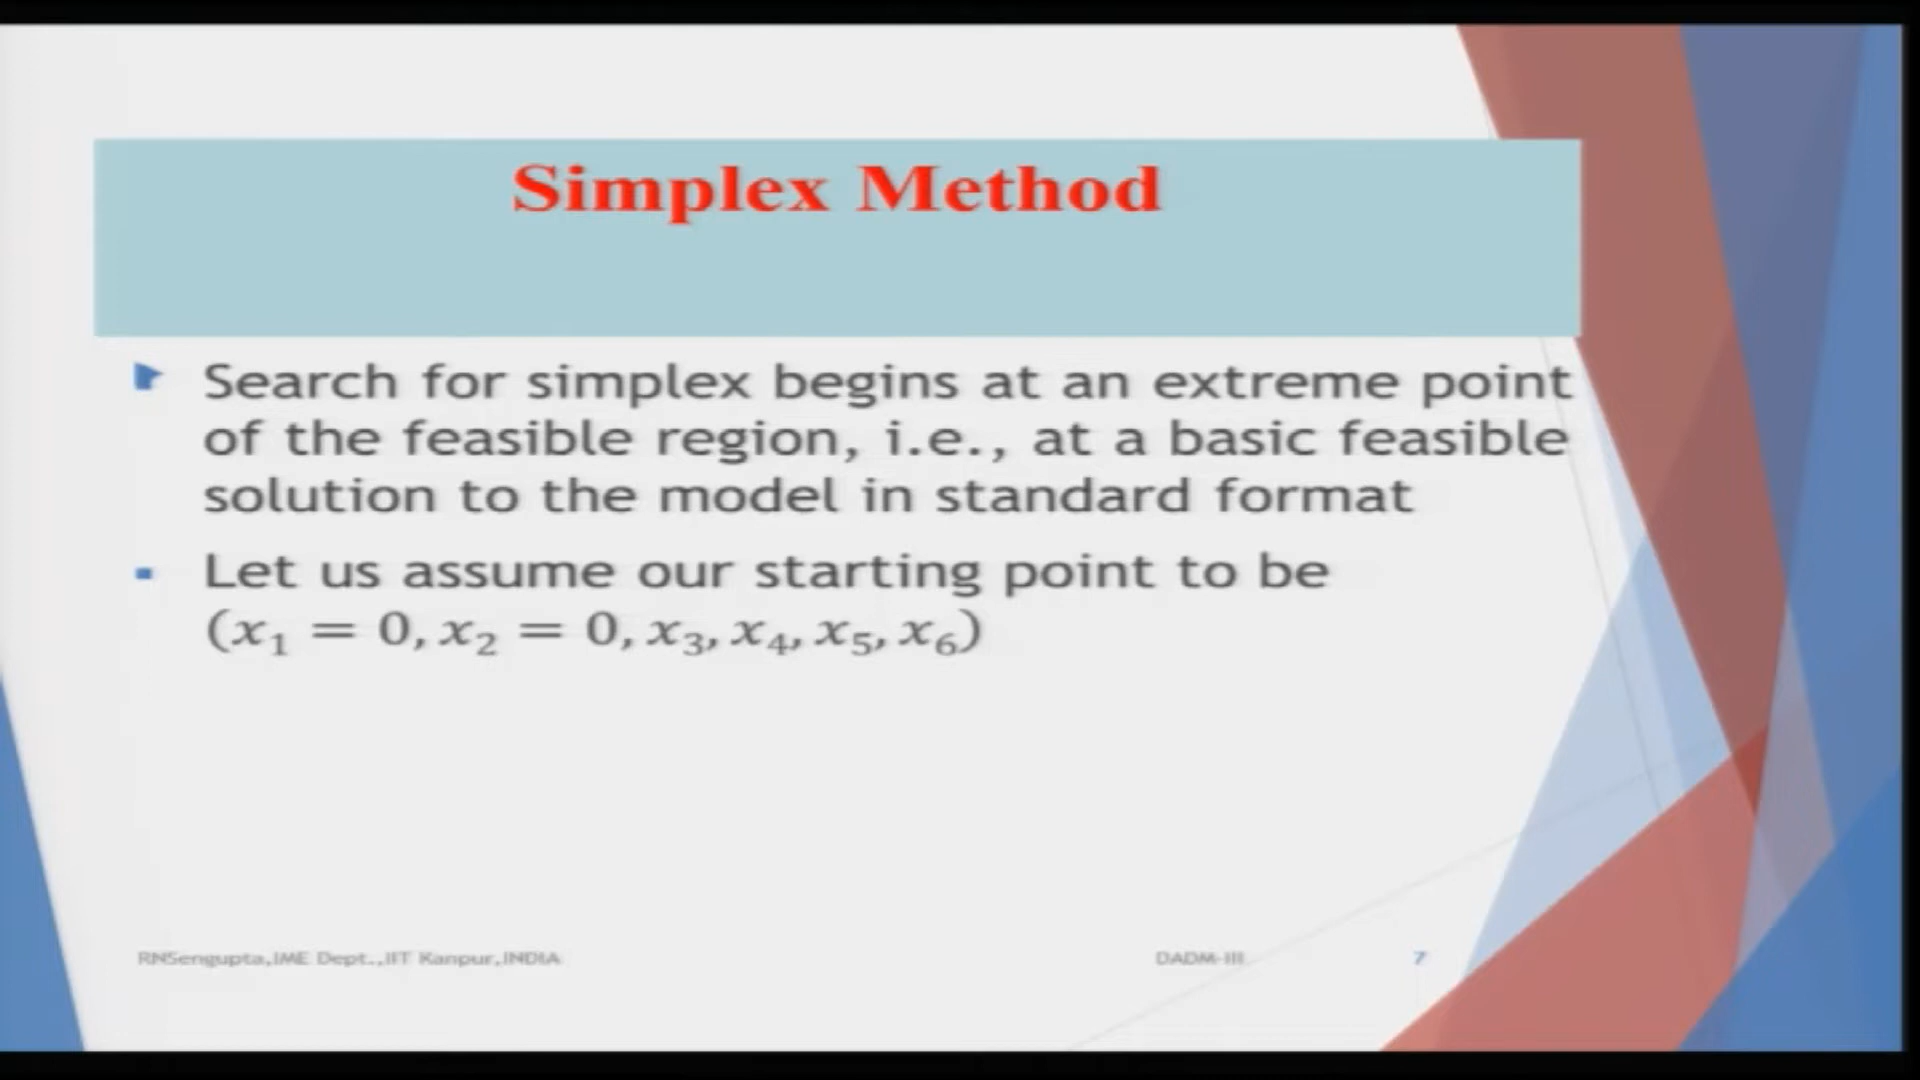 Simplex Method
Search for simplex begins at an extreme point
of the feasible region, i.e., at a basic feasible
solution to the model in standard format
Let us assume our starting point to be
(x₁ = 0, x₂ = 0, x₃, x₄, x₅, x₆)
RNSengupta,IME Dept.,IIT Kanpur,INDIA
DADM-III
7